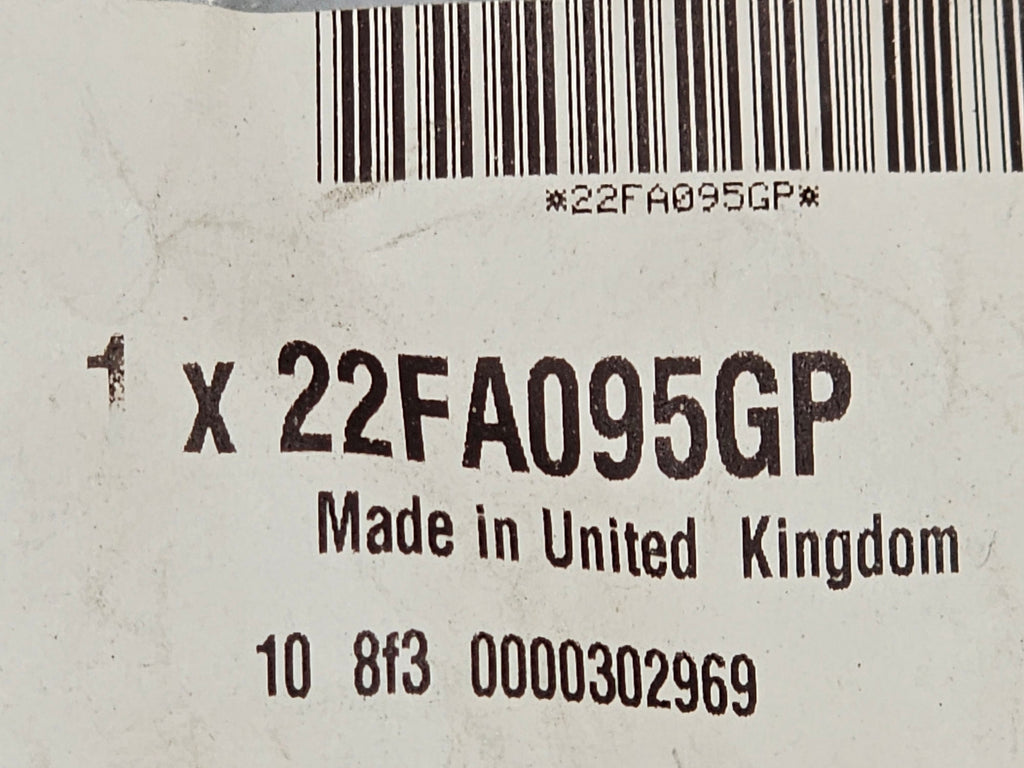 *22FA095GP*
1 x 22FA095GP
Made in United Kingdom
10 8f3 0000302969